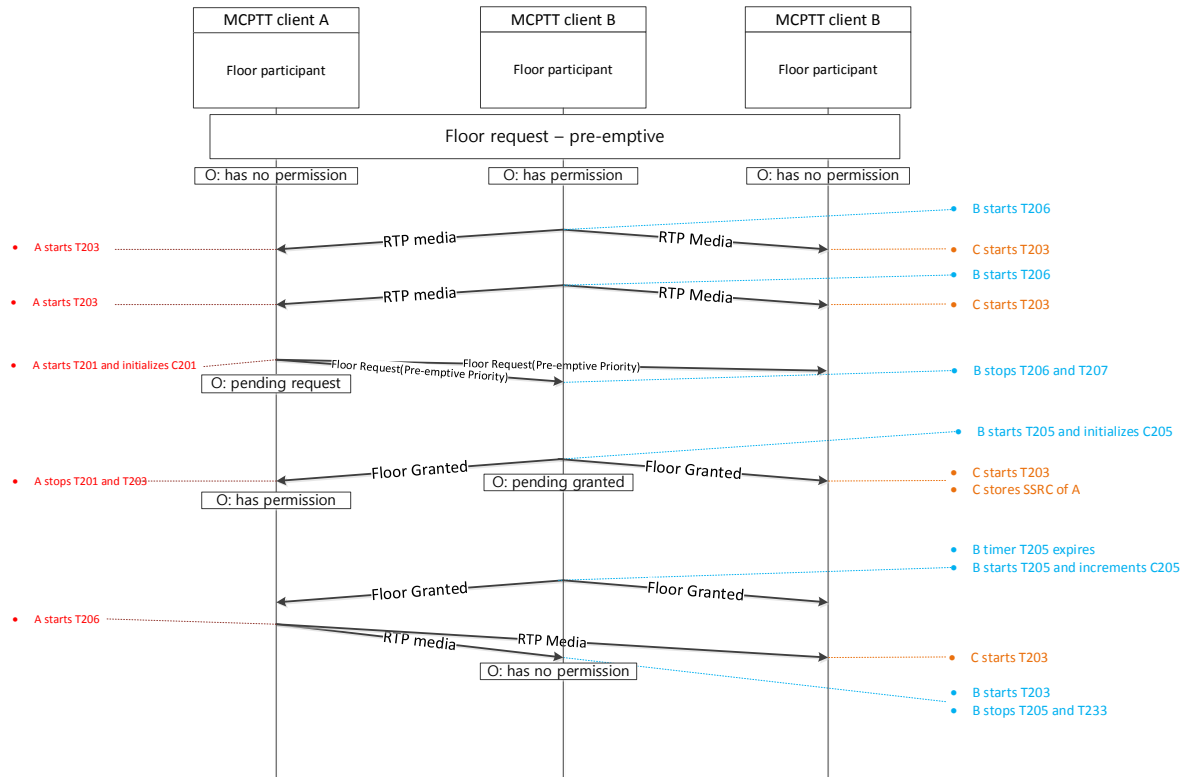 MCPTT client A
MCPTT client B
MCPTT client B
Floor participant
Floor participant
Floor participant
Floor request – pre-emptive
O: has no permission
O: has permission
O: has no permission
B starts T206
RTP media
RTP Media
A starts T203
C starts T203
B starts T206
RTP media
RTP Media
A starts T203
C starts T203
A starts T201 and initializes C201
Floor Request(Pre-emptive Priority)
Floor Request(Pre-emptive Priority)
B stops T206 and T207
O: pending request
B starts T205 and initializes C205
Floor Granted
Floor Granted
C starts T203
A stops T201 and T203
O: pending granted
C stores SSRC of A
O: has permission
B timer T205 expires
B starts T205 and increments C205
Floor Granted
Floor Granted
A starts T206
RTP media
RTP Media
C starts T203
O: has no permission
B starts T203
B stops T205 and T233